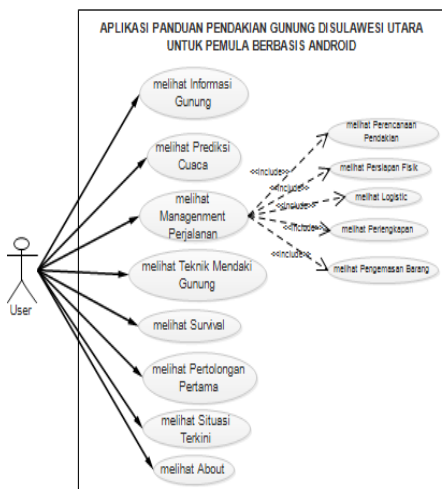 APLIKASI PANDUAN PENDAKIAN GUNUNG DISULAWESI UTARA
UNTUK PEMULA BERBASIS ANDROID
melihat Informasi
Gunung
melihat Prediksi
Cuaca
melihat
Managenment
Perjalanan
melihat Teknik Mendaki
Gunung
melihat Survival
melihat Pertolongan
Pertama
melihat Situasi
Terkini
melihat About
User
<<include>>
<<include>>
<<include>>
<<include>>
<<include>>
melihat Perencanaan
Pendakian
melihat Persiapan Fisik
melihat Logistic
melihat Perlengkapan
melihat Pengemasan Barang